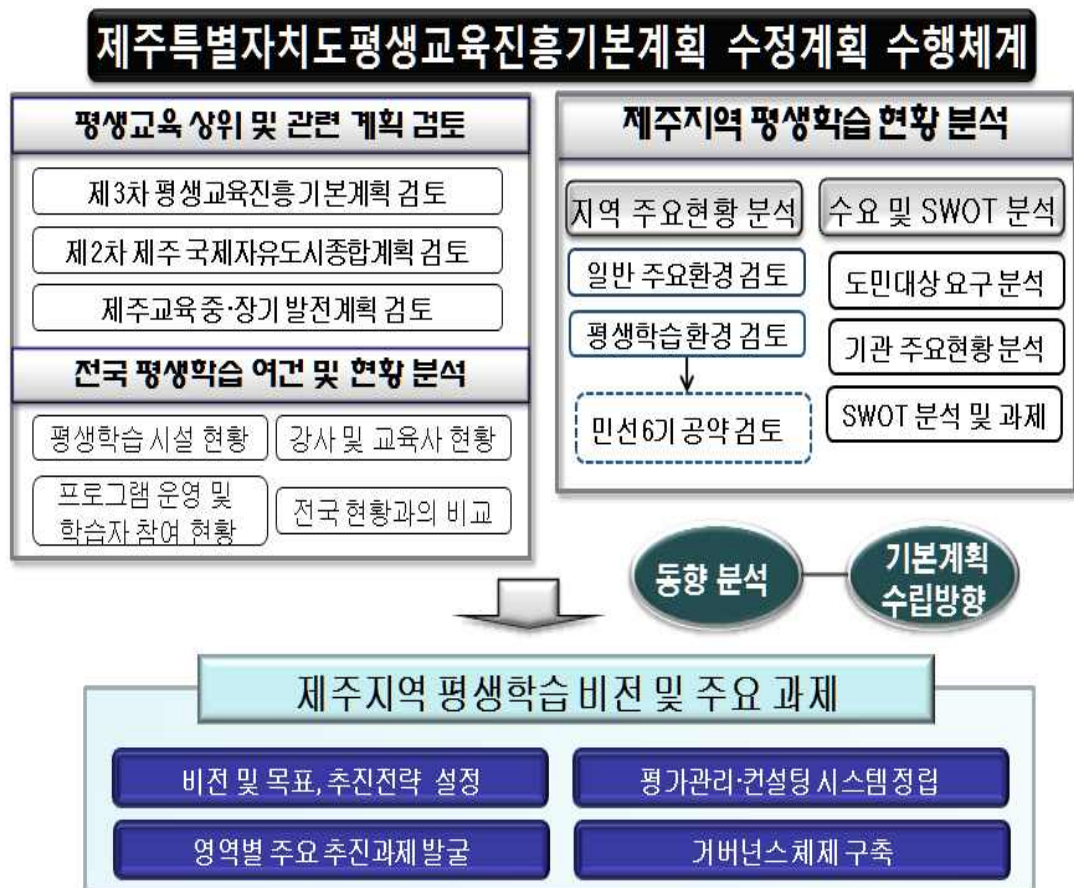 제주특별자치도평생교육진흥기본계획 수정계획 수행체계
평생교육 상위 및 관련 계획 검토
제3차 평생교육진흥기본계획 검토
제2차 제주 국제자유도시종합계획 검토
제주교육 중·장기 발전계획 검토
전국 평생학습 여건 및 현황 분석
평생학습 시설 현황
강사 및 교육사 현황
프로그램 운영 및
학습자 참여 현황
전국 현황과의 비교
제주지역 평생학습 현황 분석
지역 주요현황 분석
일반 주요환경 검토
평생학습환경 검토
민선6기 공약 검토
수요 및 SWOT 분석
도민대상 요구 분석
기관 주요현황 분석
SWOT 분석 및 과제
동향 분석
기본계획
수립방향
제주지역 평생학습 비전 및 주요 과제
비전 및 목표, 추진전략 설정
평가관리·컨설팅 시스템 정립
영역별 주요 추진과제 발굴
거버넌스 체제 구축